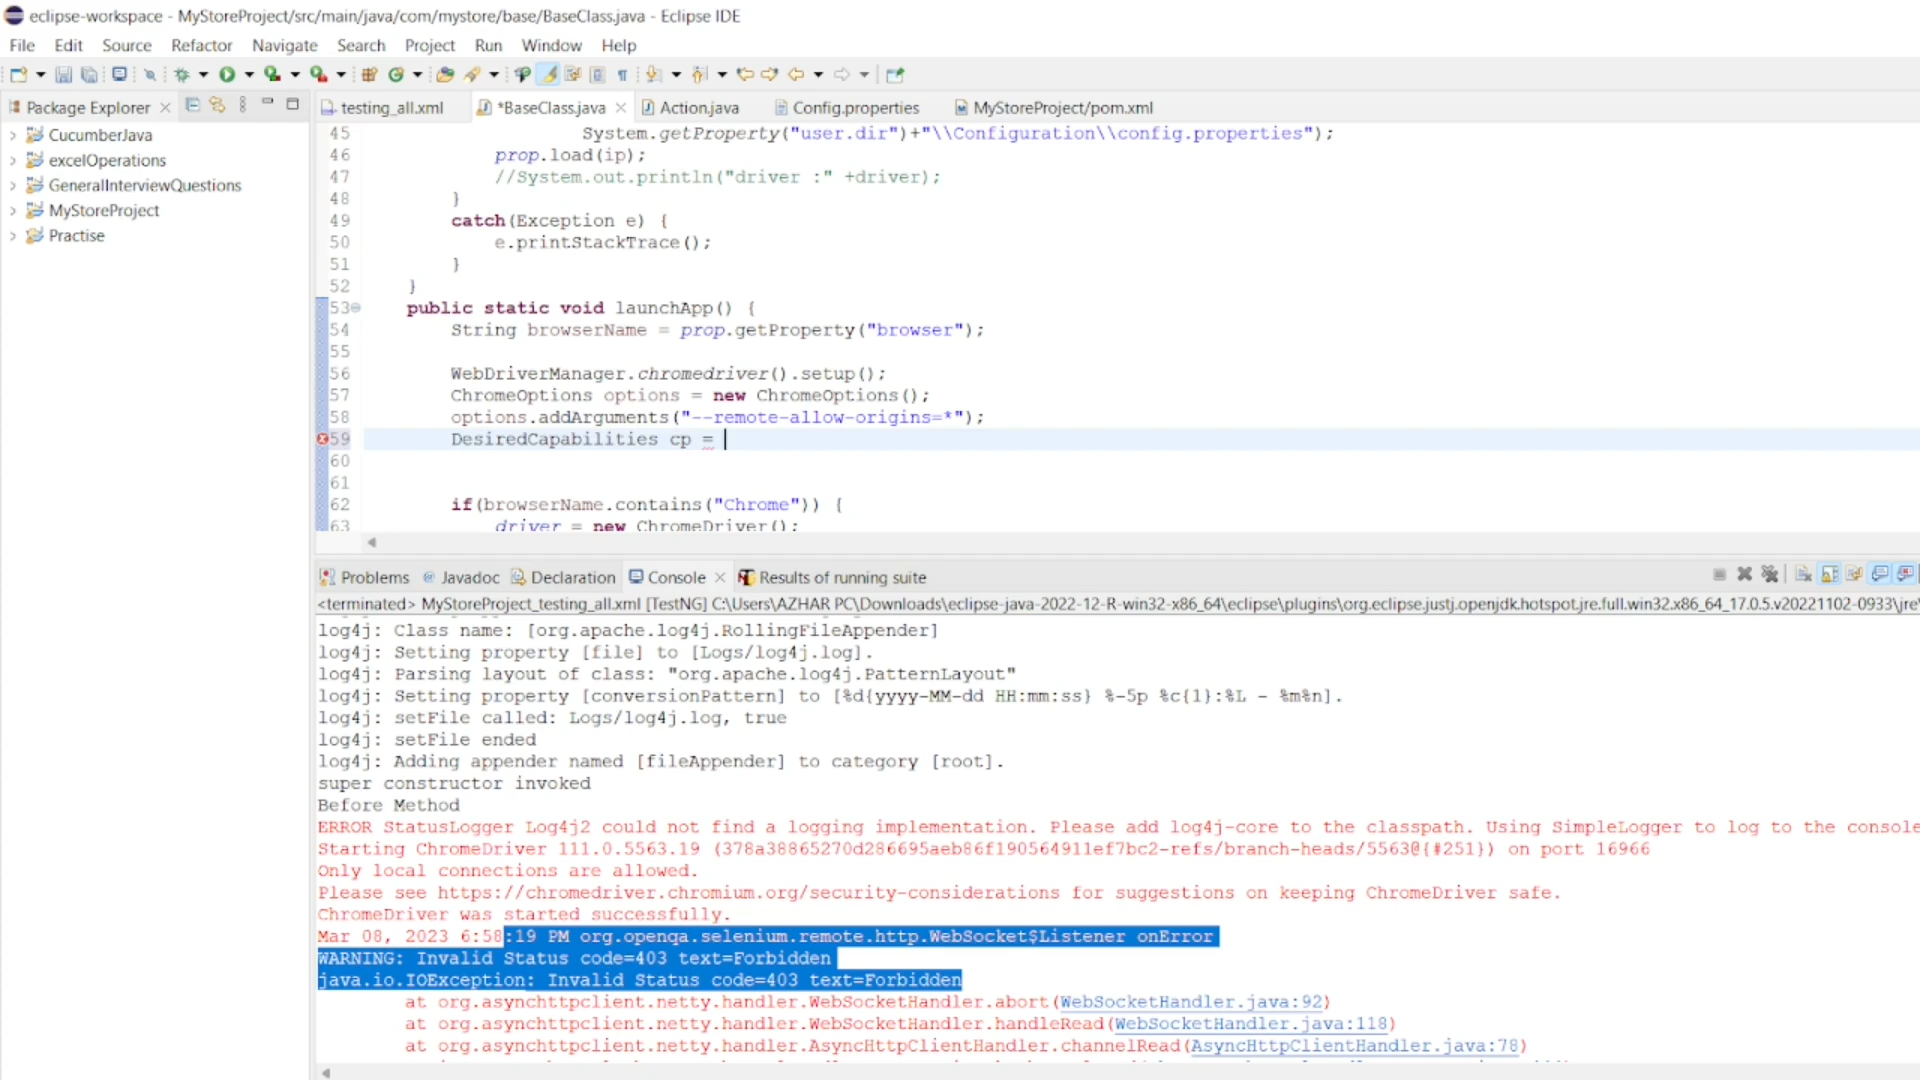 eclipse-workspace - MyStoreProject/src/main/java/com/mystore/base/BaseClass.java - Eclipse IDE
File Edit Source Refactor Navigate Search Project Run Window Help
Package Explorer
CucumberJava
excelOperations
GeneralInterviewQuestions
MyStoreProject
Practise
testing_all.xml *BaseClass.java Action.java Config.properties MyStoreProject/pom.xml
45 System.getProperty("user.dir")+"\\Configuration\\config.properties");
46 prop.load(ip);
47 //System.out.println("driver :" +driver);
48 }
49 catch(Exception e) {
50 e.printStackTrace();
51 }
52 }
53 public static void launchApp() {
54 String browserName = prop.getProperty("browser");
55
56 WebDriverManager.chromedriver().setup();
57 ChromeOptions options = new ChromeOptions();
58 options.addArguments("--remote-allow-origins=*");
59 DesiredCapabilities cp =
60
61
62 if(browserName.contains("Chrome")) {
63 driver = new ChromeDriver();
Problems @ Javadoc Declaration Console Results of running suite
<terminated> MyStoreProject_testing_all.xml [TestNG] C:\Users\AZHAR PC\Downloads\eclipse-java-2022-12-R-win32-x86_64\eclipse\plugins\org.eclipse.justj.openjdk.hotspot.jre.full.win32.x86_64_17.0.5.v20221102-0933\jre\
log4j: Class name: [org.apache.log4j.RollingFileAppender]
log4j: Setting property [file] to [Logs/log4j.log].
log4j: Parsing layout of class: "org.apache.log4j.PatternLayout"
log4j: Setting property [conversionPattern] to [%d{yyyy-MM-dd HH:mm:ss} %-5p %c{1}:%L - %m%n].
log4j: setFile called: Logs/log4j.log, true
log4j: setFile ended
log4j: Adding appender named [fileAppender] to category [root].
super constructor invoked
Before Method
ERROR StatusLogger Log4j2 could not find a logging implementation. Please add log4j-core to the classpath. Using SimpleLogger to log to the console
Starting ChromeDriver 111.0.5563.19 (378a38865270d286695aeb86f190564911ef7bc2-refs/branch-heads/5563@{#251}) on port 16966
Only local connections are allowed.
Please see https://chromedriver.chromium.org/security-considerations for suggestions on keeping ChromeDriver safe.
ChromeDriver was started successfully.
Mar 08, 2023 6:58:19 PM org.openqa.selenium.remote.http.WebSocket$Listener onError
WARNING: Invalid Status code=403 text=Forbidden
java.io.IOException: Invalid Status code=403 text=Forbidden
at org.asynchttpclient.netty.handler.WebSocketHandler.abort(WebSocketHandler.java:92)
at org.asynchttpclient.netty.handler.WebSocketHandler.handleRead(WebSocketHandler.java:118)
at org.asynchttpclient.netty.handler.AsyncHttpClientHandler.channelRead(AsyncHttpClientHandler.java:78)